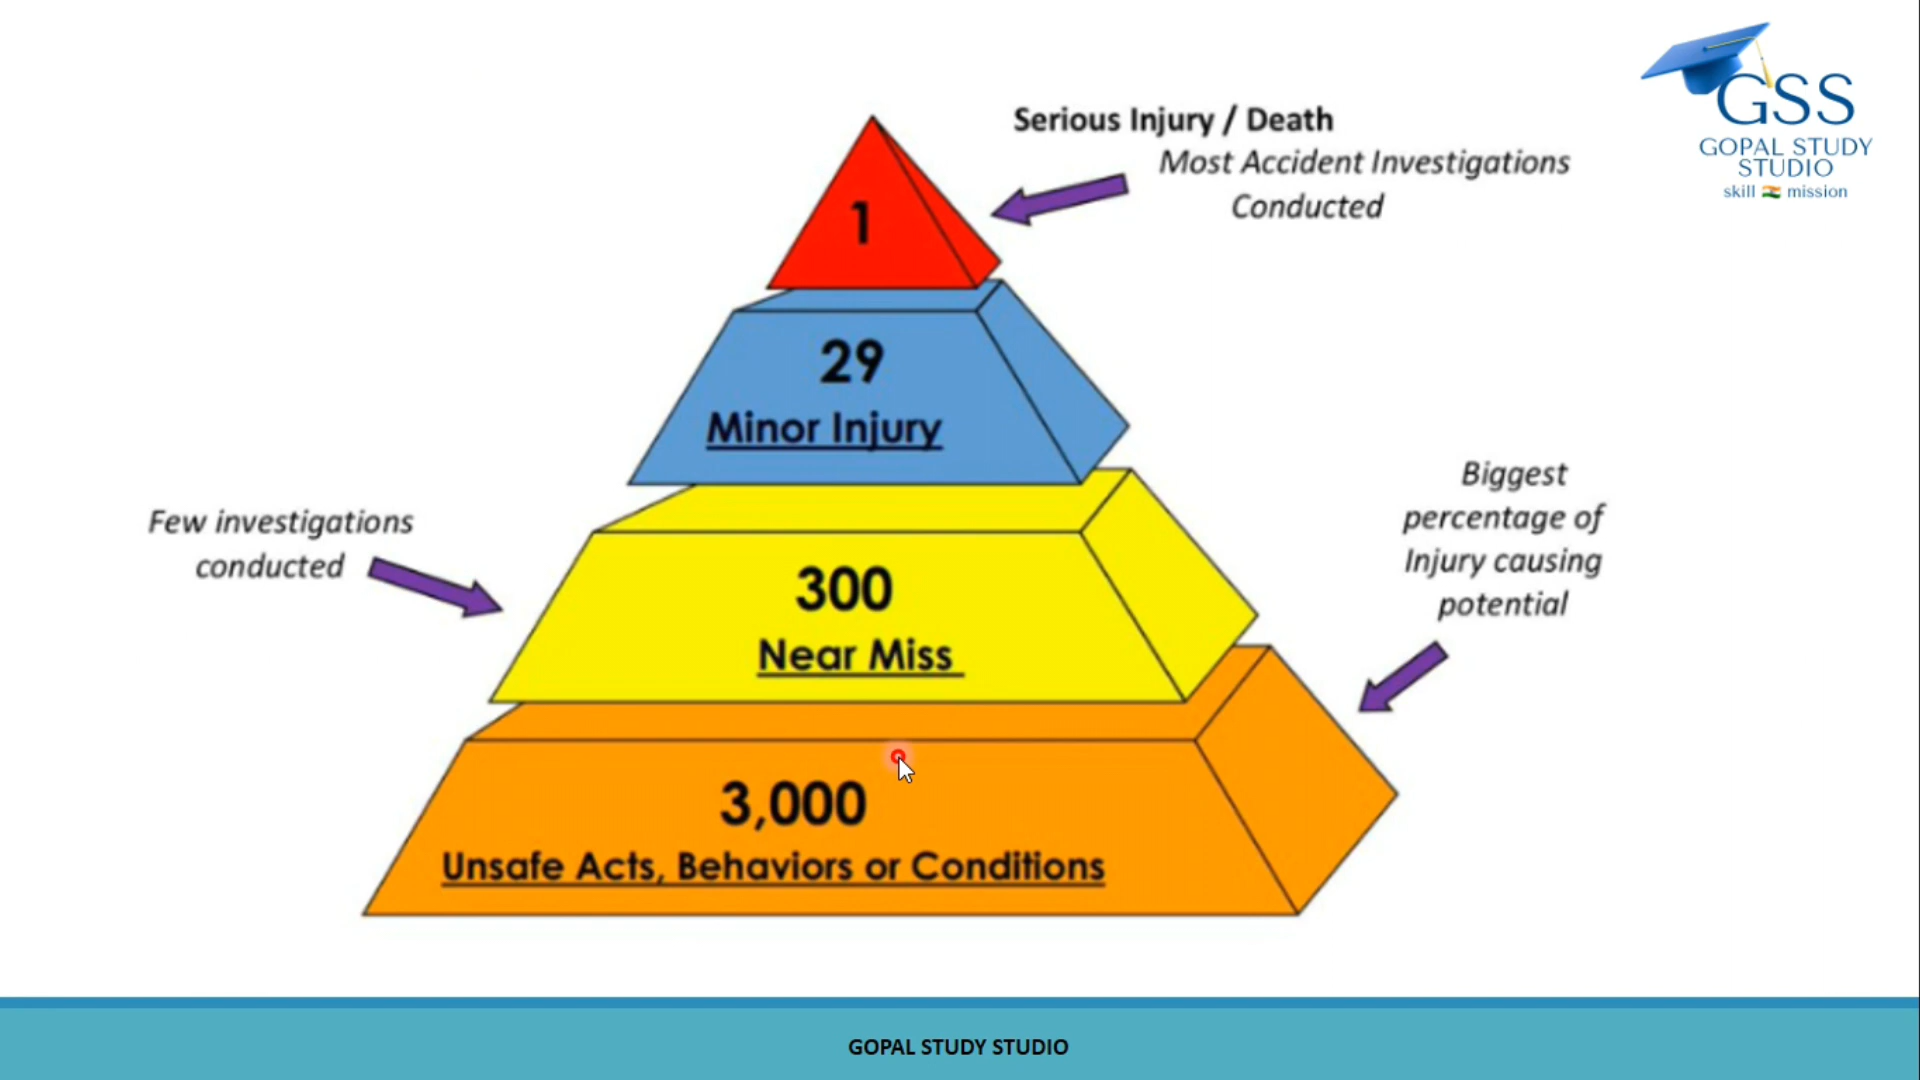 GSS
GOPAL STUDY
STUDIO
skill mission
Serious Injury / Death
Most Accident Investigations
Conducted
1
29
Minor Injury
Few investigations
conducted
300
Near Miss
Biggest
percentage of
Injury causing
potential
3,000
Unsafe Acts, Behaviors or Conditions
GOPAL STUDY STUDIO